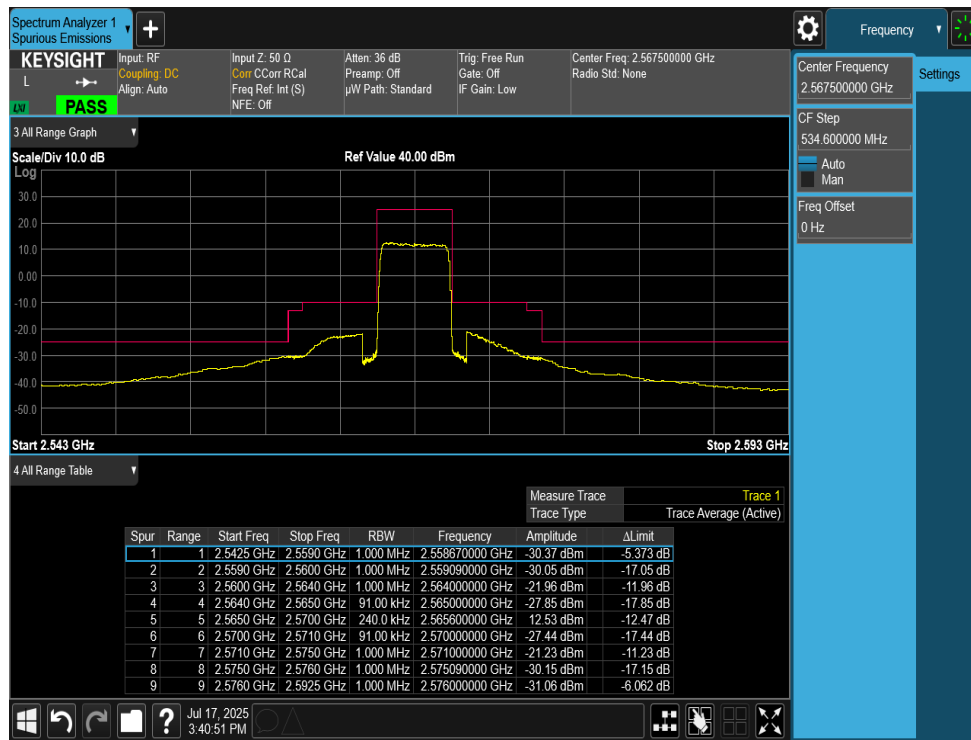 Spectrum Analyzer 1
Spurious Emissions
+
Frequency
KEYSIGHT
L
LXI
PASS
Input: RF
Coupling: DC
Align: Auto
Input Z: 50 Ω
Corr CCorr RCal
Freq Ref: Int (S)
NFE: Off
Atten: 36 dB
Preamp: Off
µW Path: Standard
Trig: Free Run
Gate: Off
IF Gain: Low
Center Freq: 2.567500000 GHz
Radio Std: None
Center Frequency
2.567500000 GHz
Settings
CF Step
534.600000 MHz
Auto
Man
Freq Offset
0 Hz
3 All Range Graph
Scale/Div 10.0 dB
Ref Value 40.00 dBm
Log
30.0
20.0
10.0
0.00
-10.0
-20.0
-30.0
-40.0
-50.0
Start 2.543 GHz
Stop 2.593 GHz
4 All Range Table
Measure Trace Trace 1
Trace Type Trace Average (Active)
Spur Range Start Freq Stop Freq RBW Frequency Amplitude ΔLimit
1 1 2.5425 GHz 2.5590 GHz 1.000 MHz 2.558670000 GHz -30.37 dBm -5.373 dB
2 2 2.5590 GHz 2.5600 GHz 1.000 MHz 2.559090000 GHz -30.05 dBm -17.05 dB
3 3 2.5600 GHz 2.5640 GHz 1.000 MHz 2.564000000 GHz -21.96 dBm -11.96 dB
4 4 2.5640 GHz 2.5650 GHz 91.00 kHz 2.565000000 GHz -27.85 dBm -17.85 dB
5 5 2.5650 GHz 2.5700 GHz 240.0 kHz 2.565600000 GHz 12.53 dBm -12.47 dB
6 6 2.5700 GHz 2.5710 GHz 91.00 kHz 2.570000000 GHz -27.44 dBm -17.44 dB
7 7 2.5710 GHz 2.5750 GHz 1.000 MHz 2.571000000 GHz -21.23 dBm -11.23 dB
8 8 2.5750 GHz 2.5760 GHz 1.000 MHz 2.575090000 GHz -30.15 dBm -17.15 dB
9 9 2.5760 GHz 2.5925 GHz 1.000 MHz 2.576000000 GHz -31.06 dBm -6.062 dB
?
Jul 17, 2025
3:40:51 PM